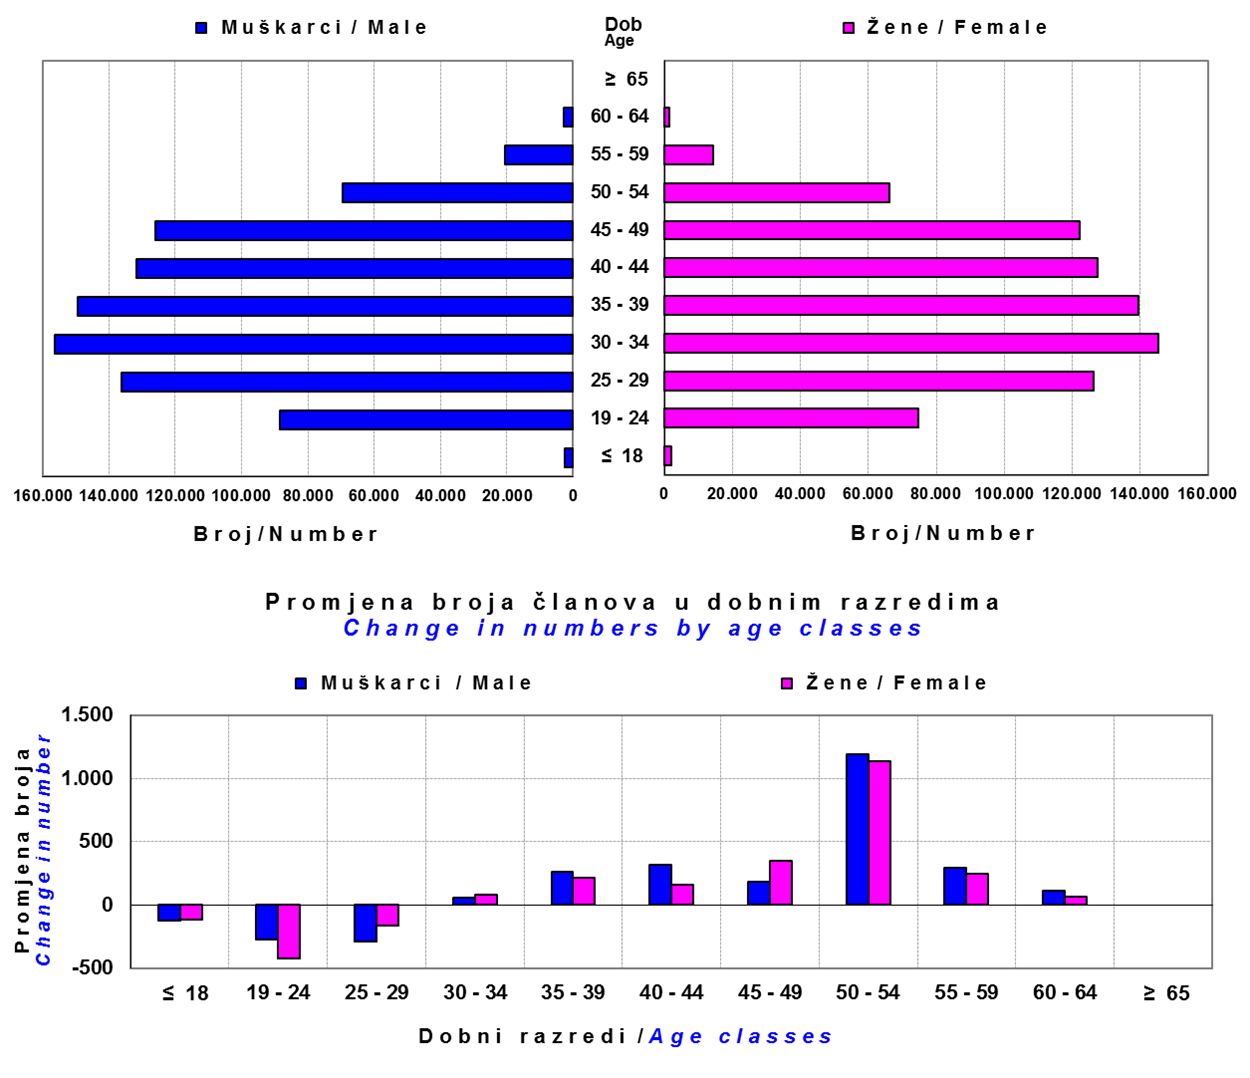 Muškarci / Male
Dob
Age
Žene / Female
≥ 65
60 - 64
55 - 59
50 - 54
45 - 49
40 - 44
35 - 39
30 - 34
25 - 29
19 - 24
≤ 18
160.000 140.000 120.000 100.000 80.000 60.000 40.000 20.000 0
0 20.000 40.000 60.000 80.000 100.000 120.000 140.000 160.000
Broj/Number
Broj/Number
Promjena broja članova u dobnim razredima
Change in numbers by age classes
Muškarci / Male
Žene / Female
Promjena broja
Change in number
1.500
1.000
500
0
-500
≤ 18 19 - 24 25 - 29 30 - 34 35 - 39 40 - 44 45 - 49 50 - 54 55 - 59 60 - 64 ≥ 65
Dobni razredi /Age classes